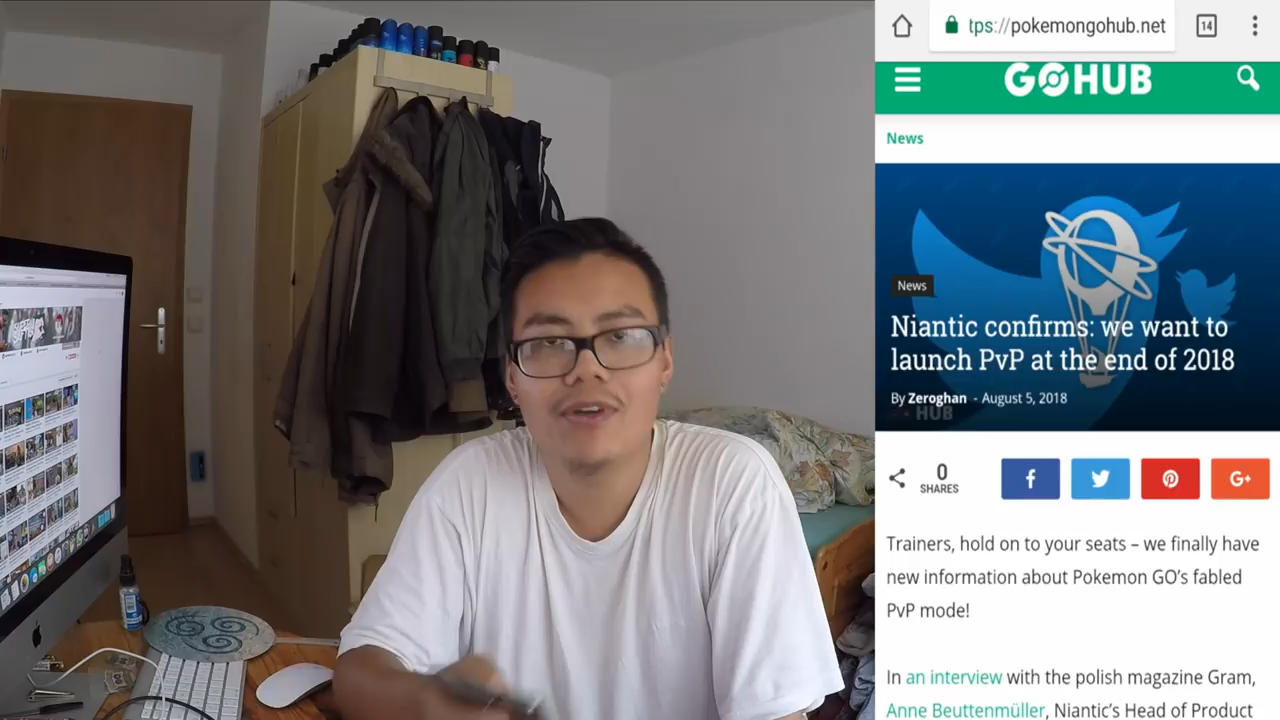 tps://pokemongohub.net
14
GOHUB
News
News
Niantic confirms: we want to
launch PvP at the end of 2018
By Zeroghan - August 5, 2018
HUB
0
SHARES
f
G+
Trainers, hold on to your seats – we finally have
new information about Pokemon GO's fabled
PvP mode!
In an interview with the polish magazine Gram,
Anne Beuttenmüller, Niantic's Head of Product